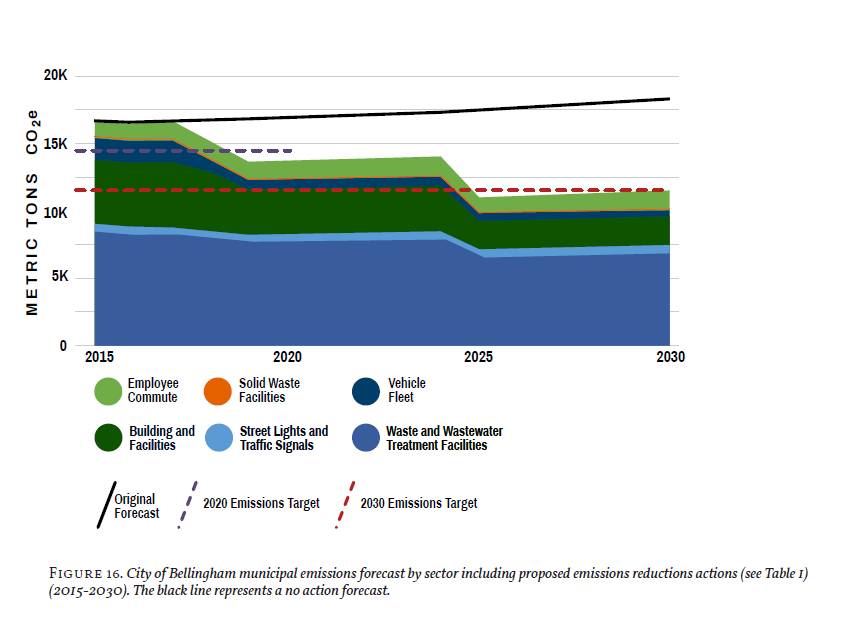 20K
15K
10K
5K
0
METRIC TONS CO₂e
2015 2020 2025 2030
Employee Commute
Solid Waste Facilities
Vehicle Fleet
Building and Facilities
Street Lights and Traffic Signals
Waste and Wastewater Treatment Facilities
Original Forecast
2020 Emissions Target
2030 Emissions Target
FIGURE 16. City of Bellingham municipal emissions forecast by sector including proposed emissions reductions actions (see Table 1)
(2015-2030). The black line represents a no action forecast.